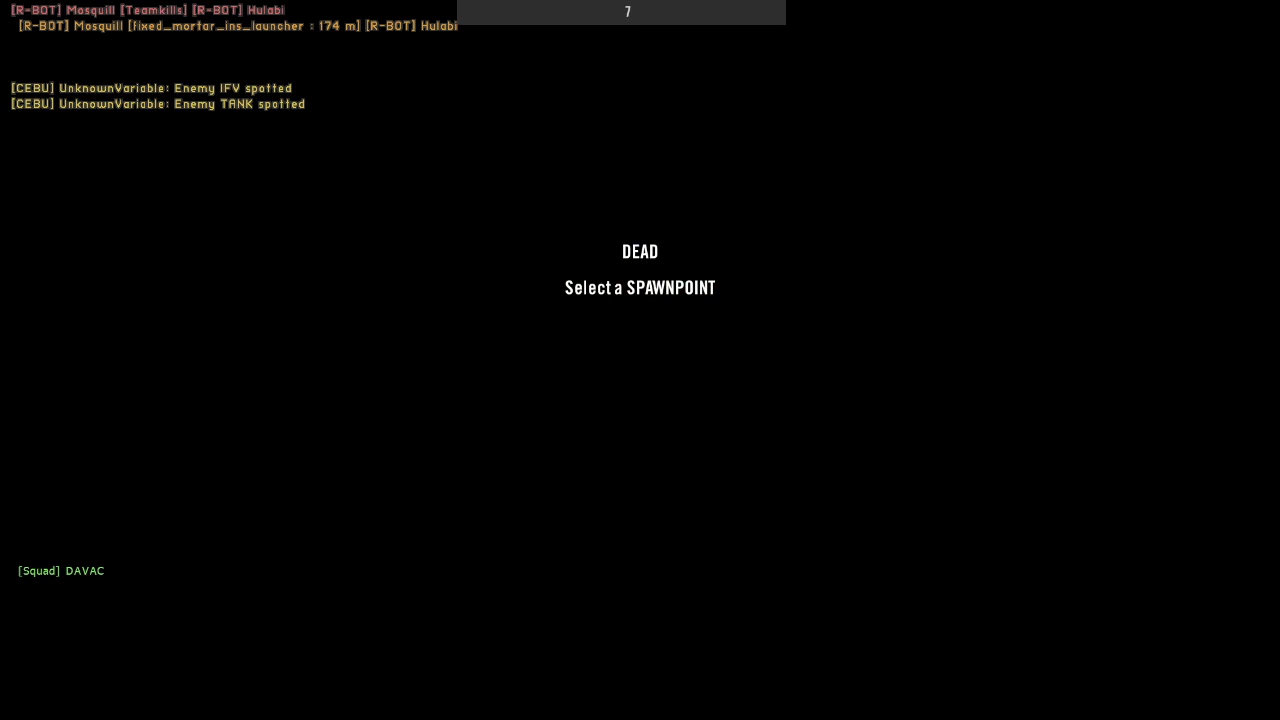 [R-BOT] Mosquill [Teamkills] [R-BOT] Hulabi
7
[R-BOT] Mosquill [fixed_mortar_ins_launcher : 174 m] [R-BOT] Hulabi
[CEBU] UnknownVariable: Enemy IFV spotted
[CEBU] UnknownVariable: Enemy TANK spotted
DEAD
Select a SPAWNPOINT
[Squad] DAVAC